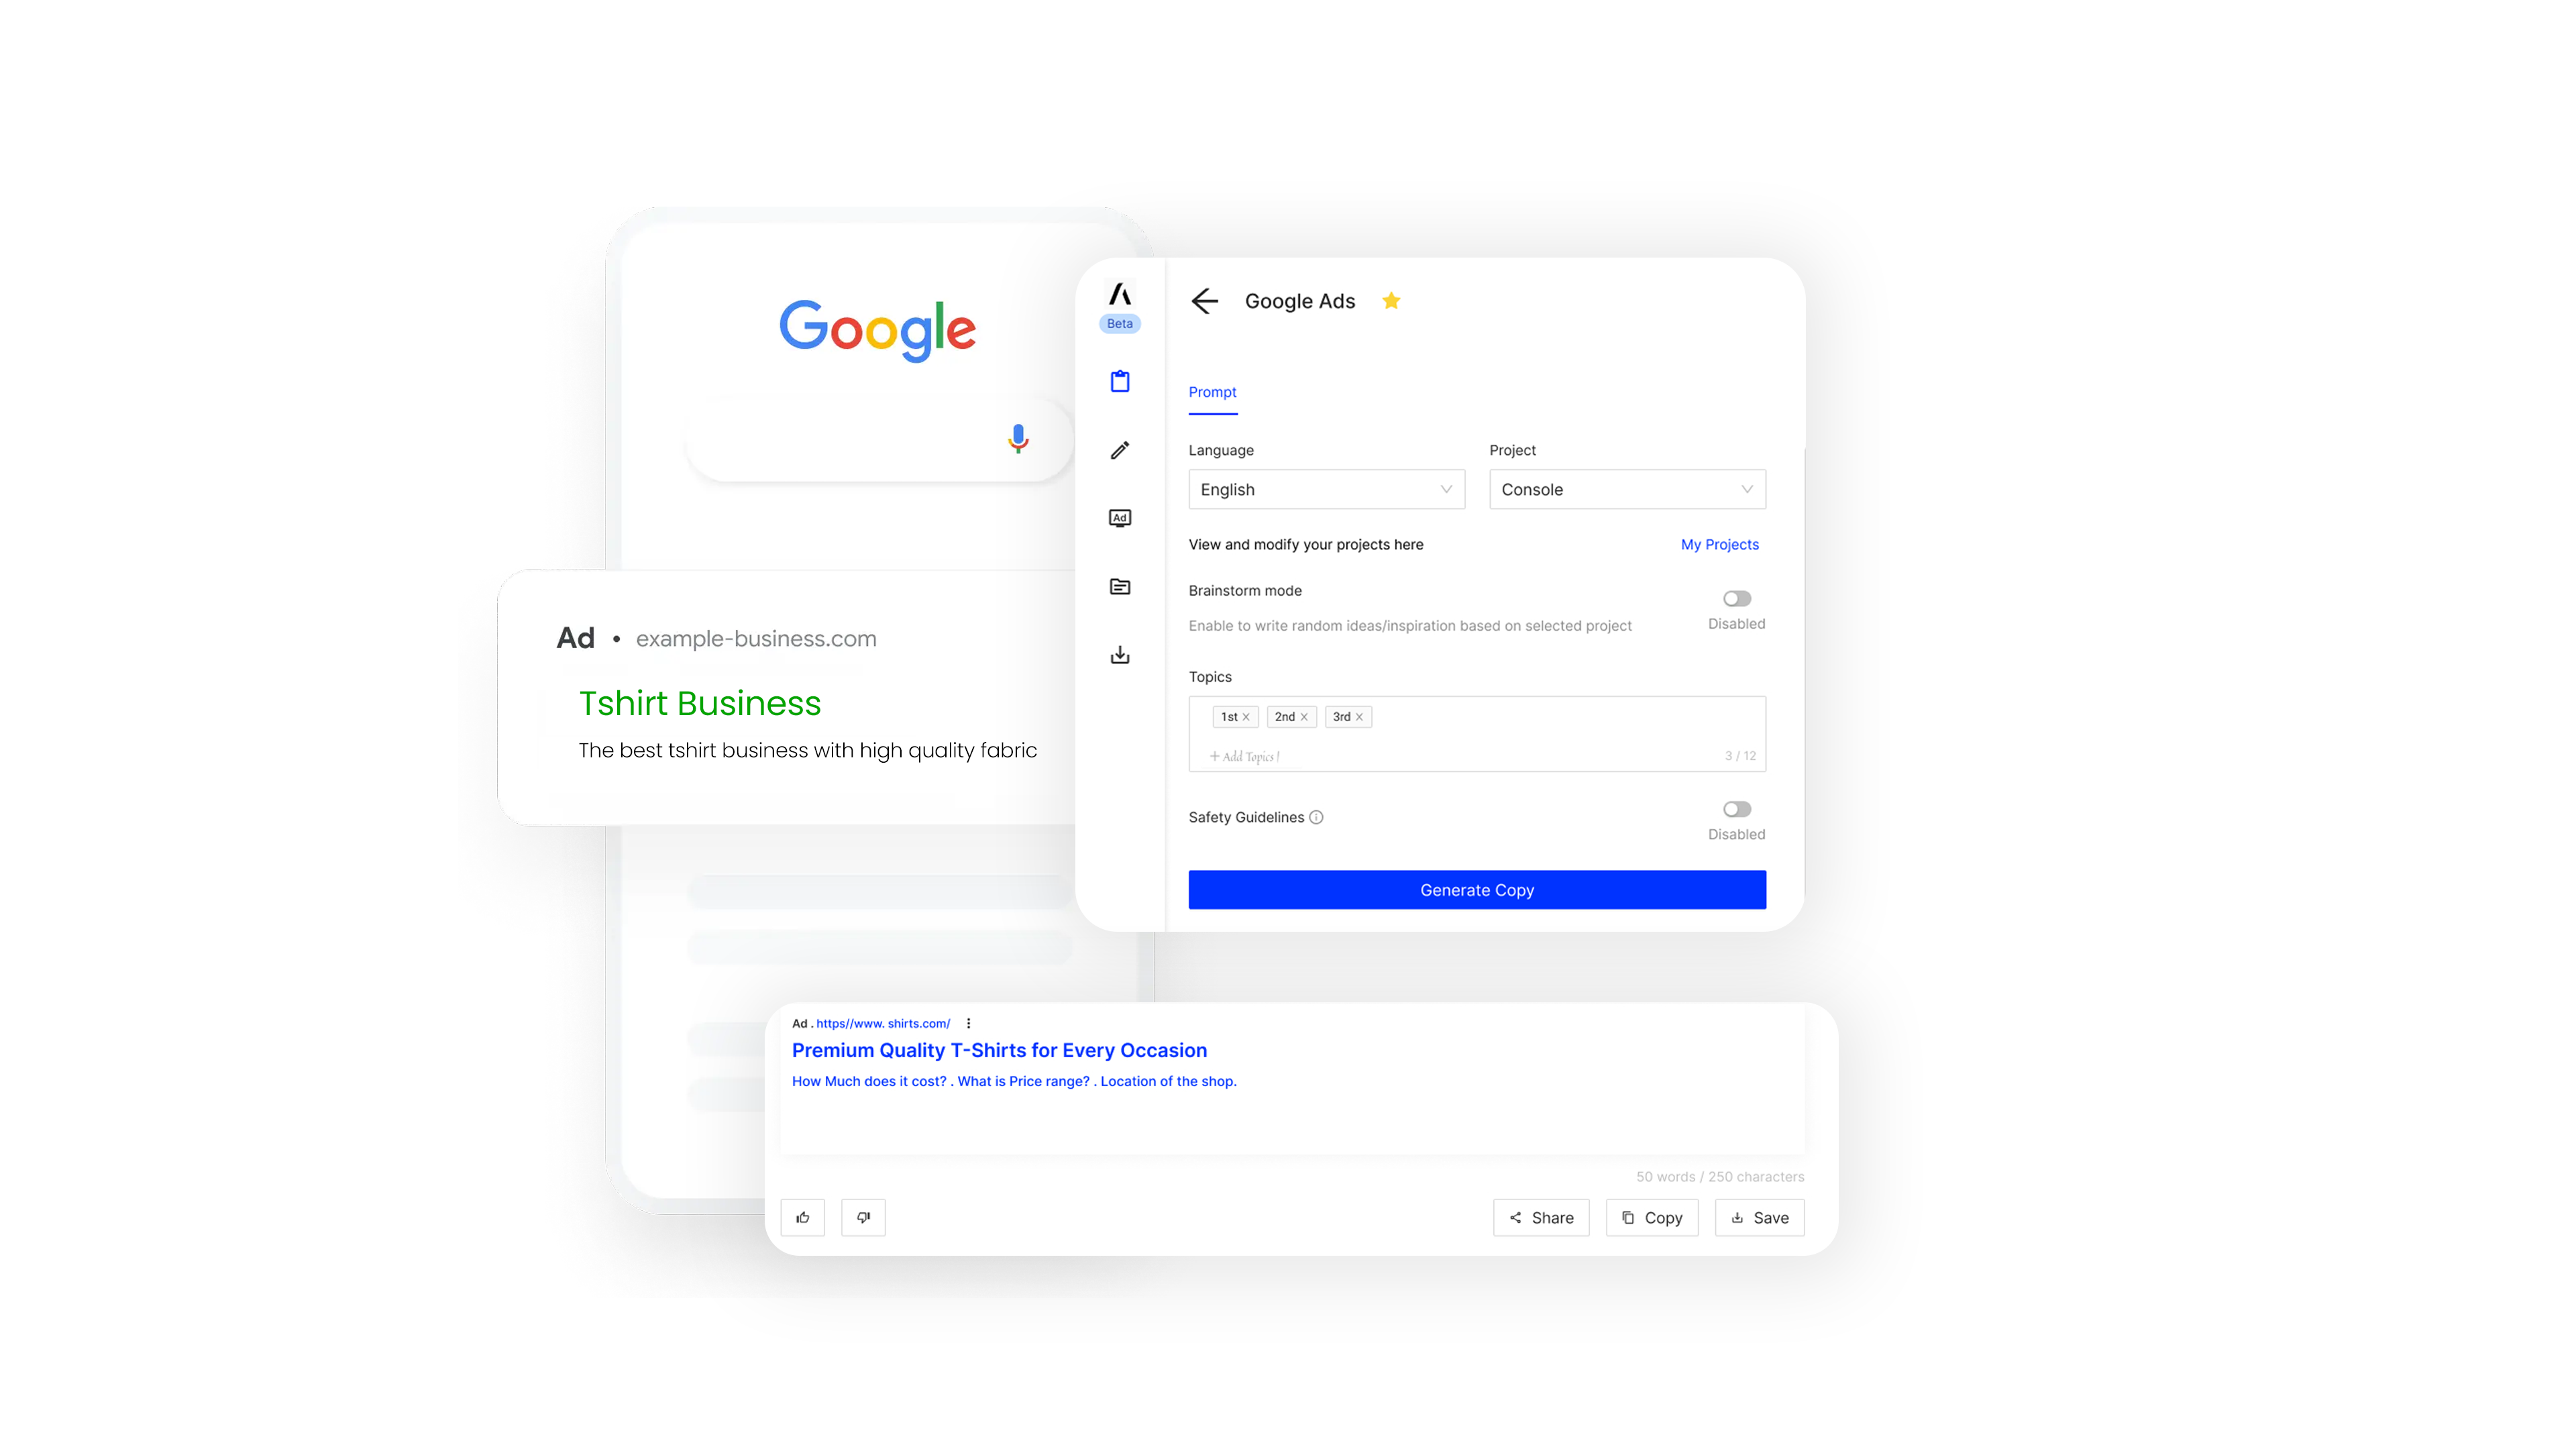 Google
Ad • example-business.com
Tshirt Business
The best tshirt business with high quality fabric
Beta
Ad
Google Ads
Prompt
Language
Project
English
Console
View and modify your projects here
My Projects
Brainstorm mode
Enable to write random ideas/inspiration based on selected project
Disabled
Topics
1st
2nd
3rd
+ Add Topics !
3 / 12
Safety Guidelines
Disabled
Generate Copy
Ad . https//www. shirts.com/
Premium Quality T-Shirts for Every Occasion
How Much does it cost? . What is Price range? . Location of the shop.
50 words / 250 characters
Share
Copy
Save